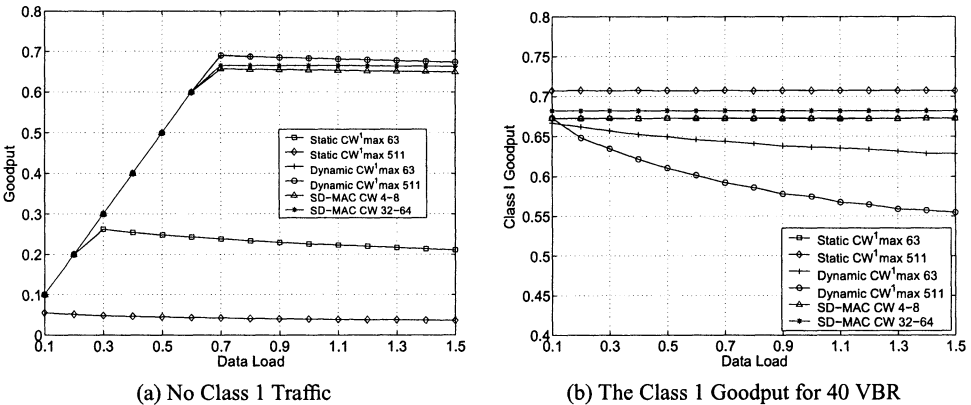 0.8
0.7
0.6
0.5
0.4
0.3
0.2
0.1
0
Goodput
0.1 0.3 0.5 0.7 0.9 1.1 1.3 1.5
Data Load
Static CW¹max 63
Static CW¹max 511
Dynamic CW¹max 63
Dynamic CW¹max 511
SD-MAC CW 4-8
SD-MAC CW 32-64
(a) No Class 1 Traffic
0.8
0.75
0.7
0.65
0.6
0.55
0.5
0.45
0.4
Class I Goodput
0.1 0.3 0.5 0.7 0.9 1.1 1.3 1.5
Data Load
Static CW¹max 63
Static CW¹max 511
Dynamic CW¹max 63
Dynamic CW¹max 511
SD-MAC CW 4-8
SD-MAC CW 32-64
(b) The Class 1 Goodput for 40 VBR